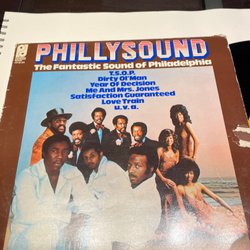 PHILLYSOUND
The Fantastic Sound of Philadelphia
T.S.O.P.
Dirty Ol' Man
Year Of Decision
Me And Mrs. Jones
Satisfaction Guaranteed
Love Train
u.v.a.